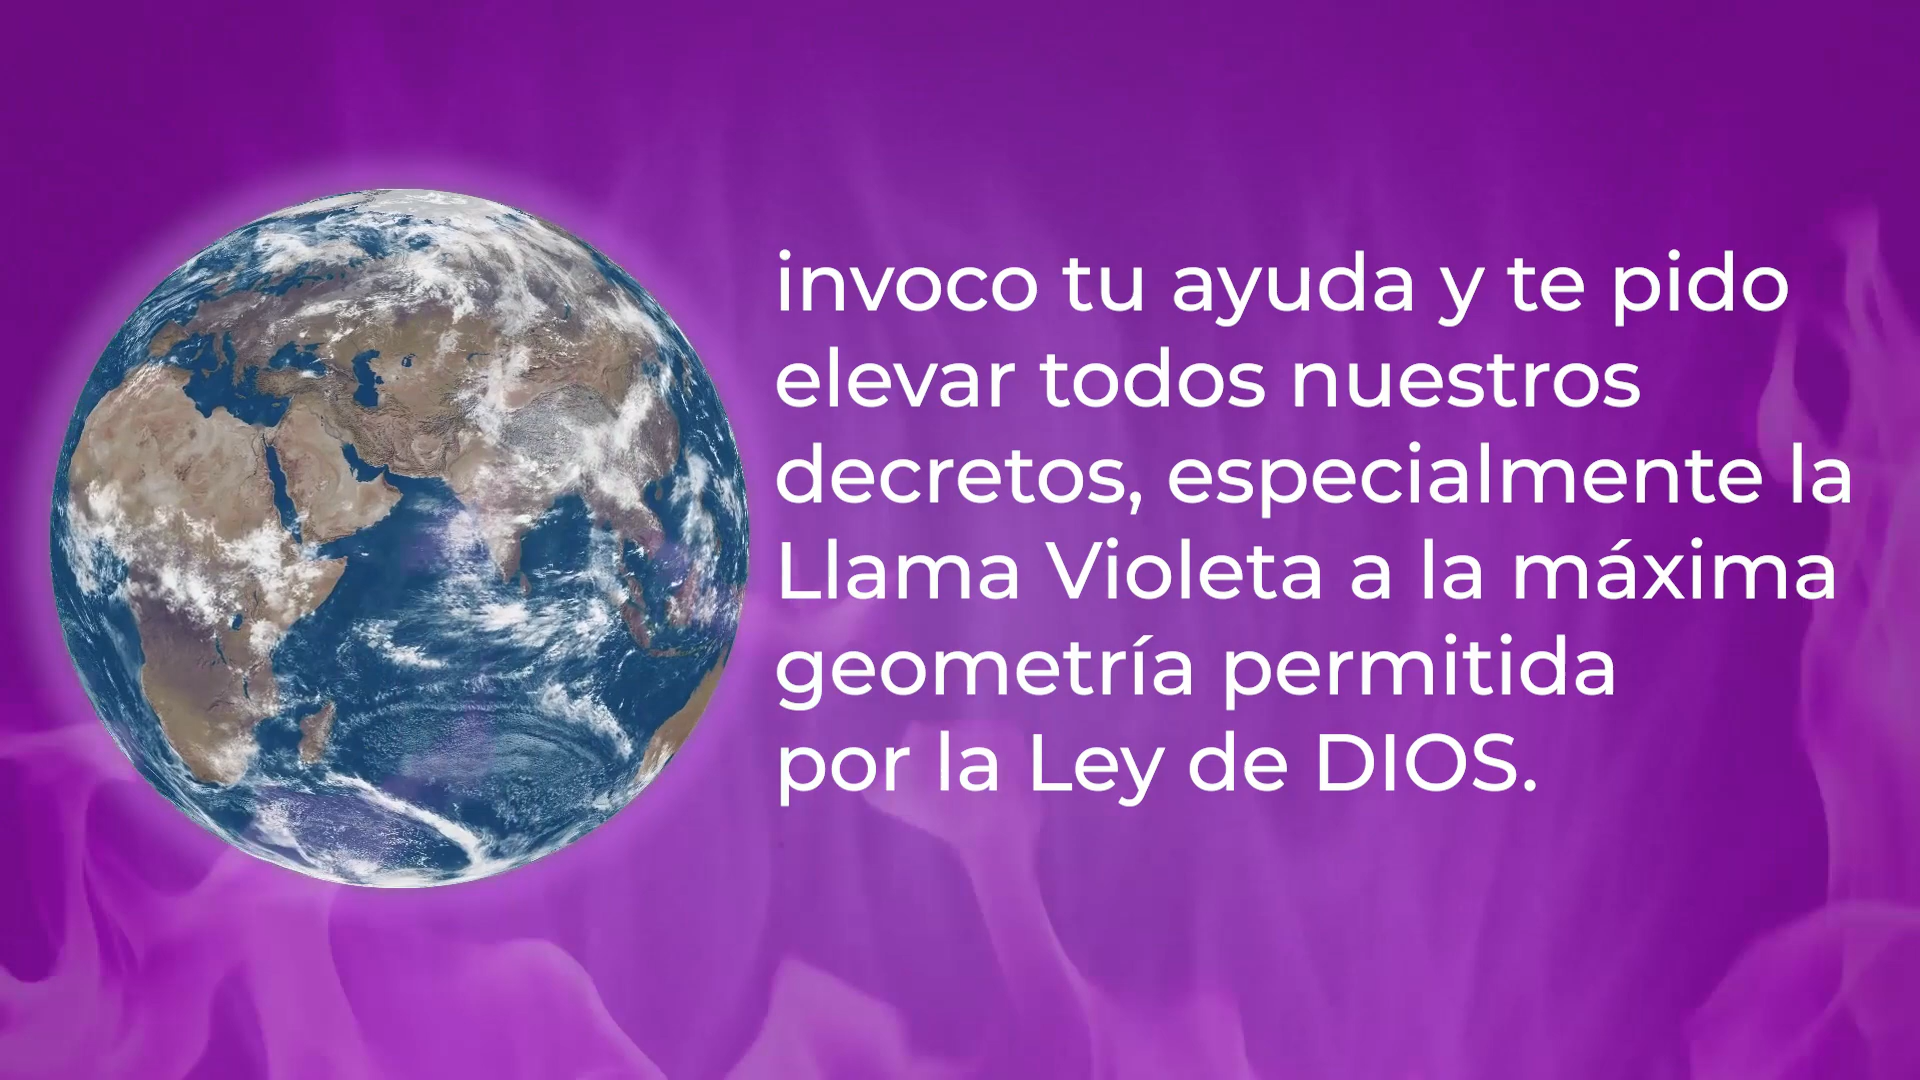 invoco tu ayuda y te pido
elevar todos nuestros
decretos, especialmente la
Llama Violeta a la máxima
geometría permitida
por la Ley de DIOS.